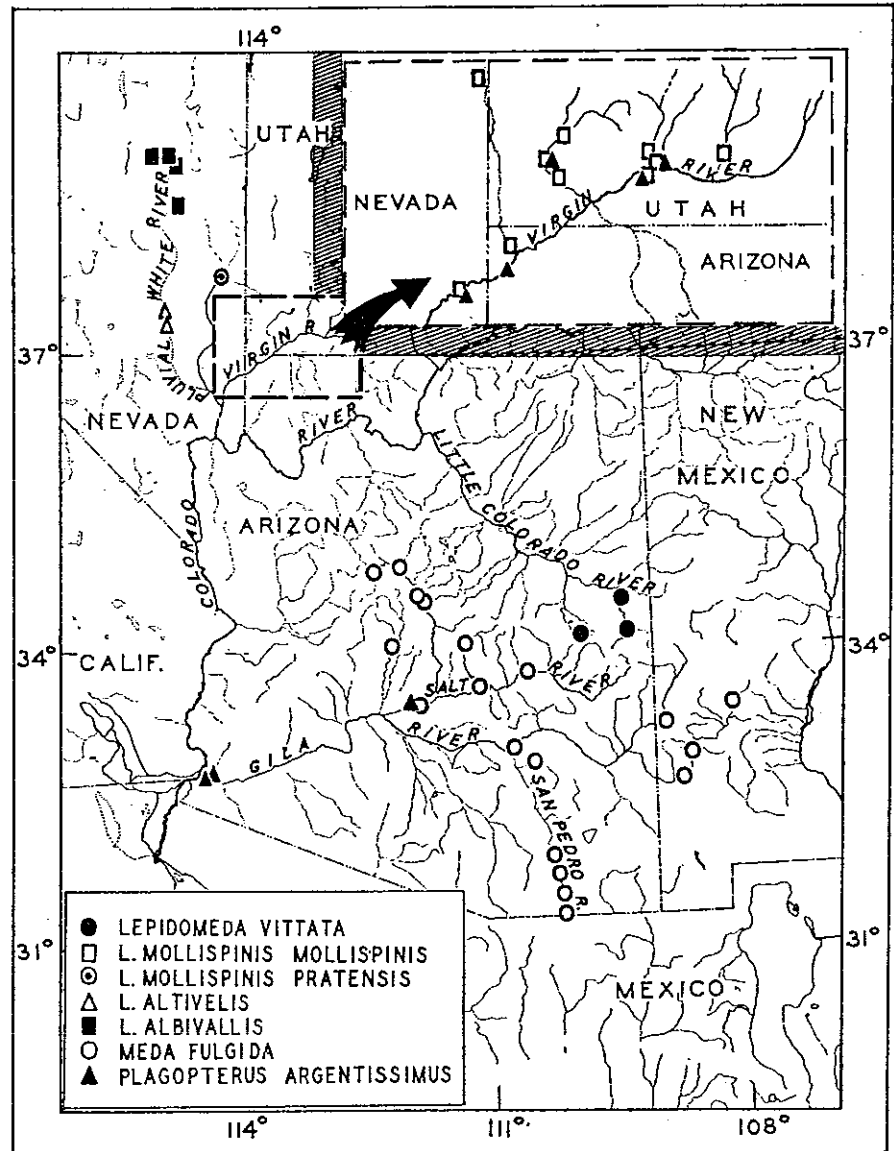 114°
UTAH
NEVADA
VIRGIN RIVER
UTAH
ARIZONA
PLUVIAL WHITE RIVER
VIRGIN R.
37°
37°
NEVADA
RIVER
NEW
MEXICO
LITTLE COLORADO RIVER
COLORADO
ARIZONA
34°
34°
CALIF.
SALT RIVER
GILA RIVER
SAN PEDRO R.
LEPIDOMEDA VITTATA
L. MOLLISPINIS MOLLISPINIS
L. MOLLISPINIS PRATENSIS
L. ALTIVELIS
L. ALBIVALLIS
MEDA FULGIDA
PLAGOPTERUS ARGENTISSIMUS
31°
31°
MEXICO
114°
111°
108°